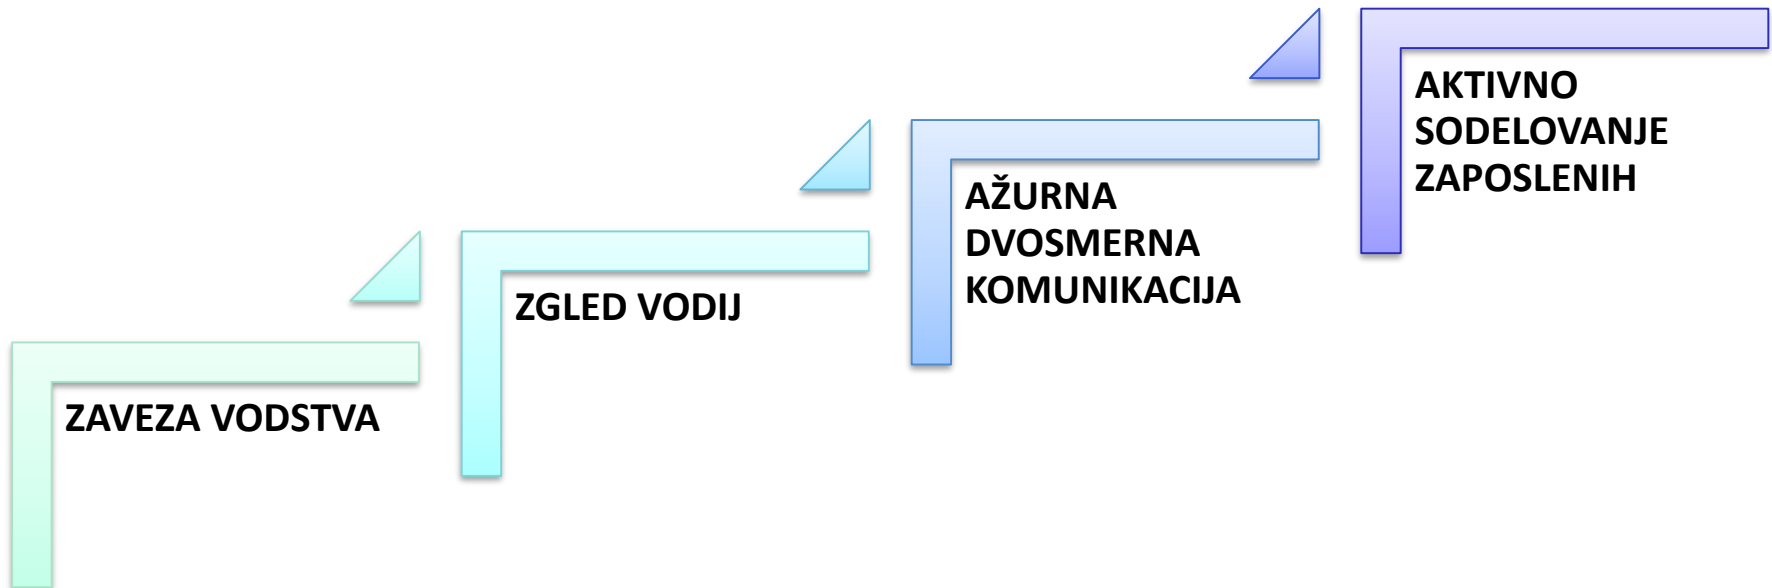 ZAVEZA VODSTVA
ZGLED VODIJ
AŽURNA
DVOSMERNA
KOMUNIKACIJA
AKTIVNO
SODELOVANJE
ZAPOSLENIH